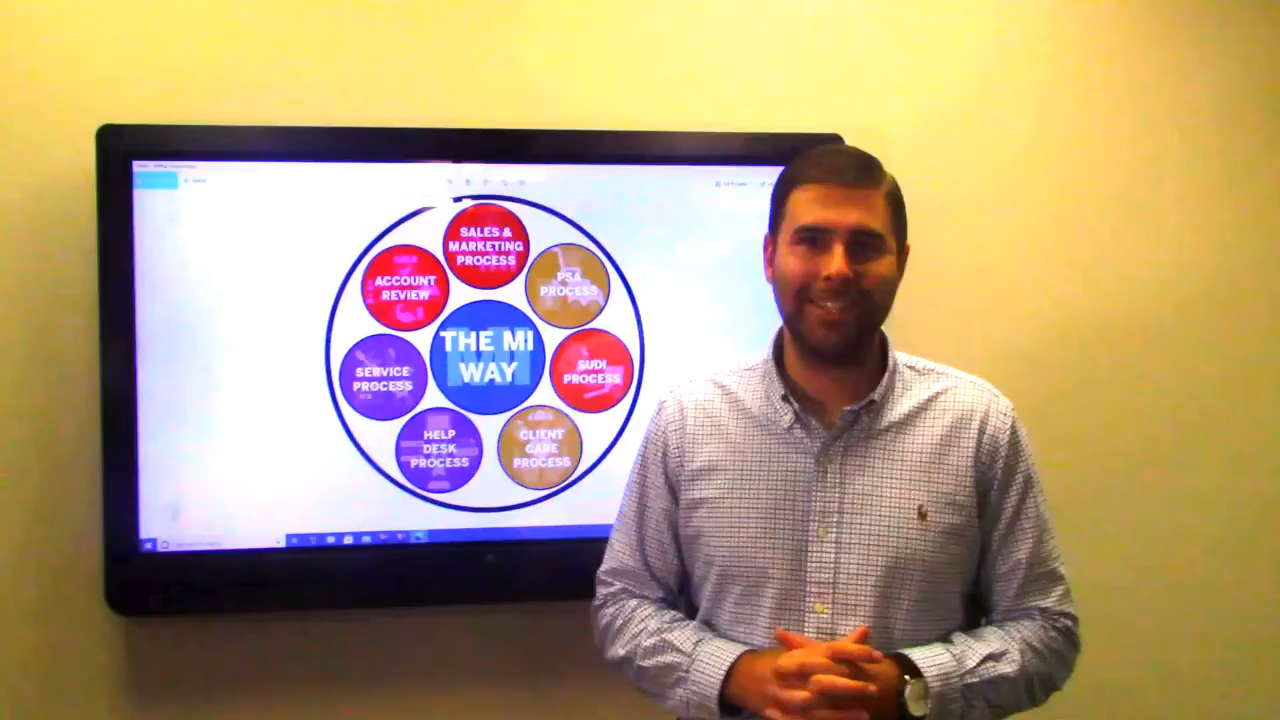 SALES &
MARKETING
PROCESS
PSA
PROCESS
SUDI
PROCESS
CLIENT
CARE
PROCESS
HELP
DESK
PROCESS
SERVICE
PROCESS
ACCOUNT
REVIEW
THE MI
WAY